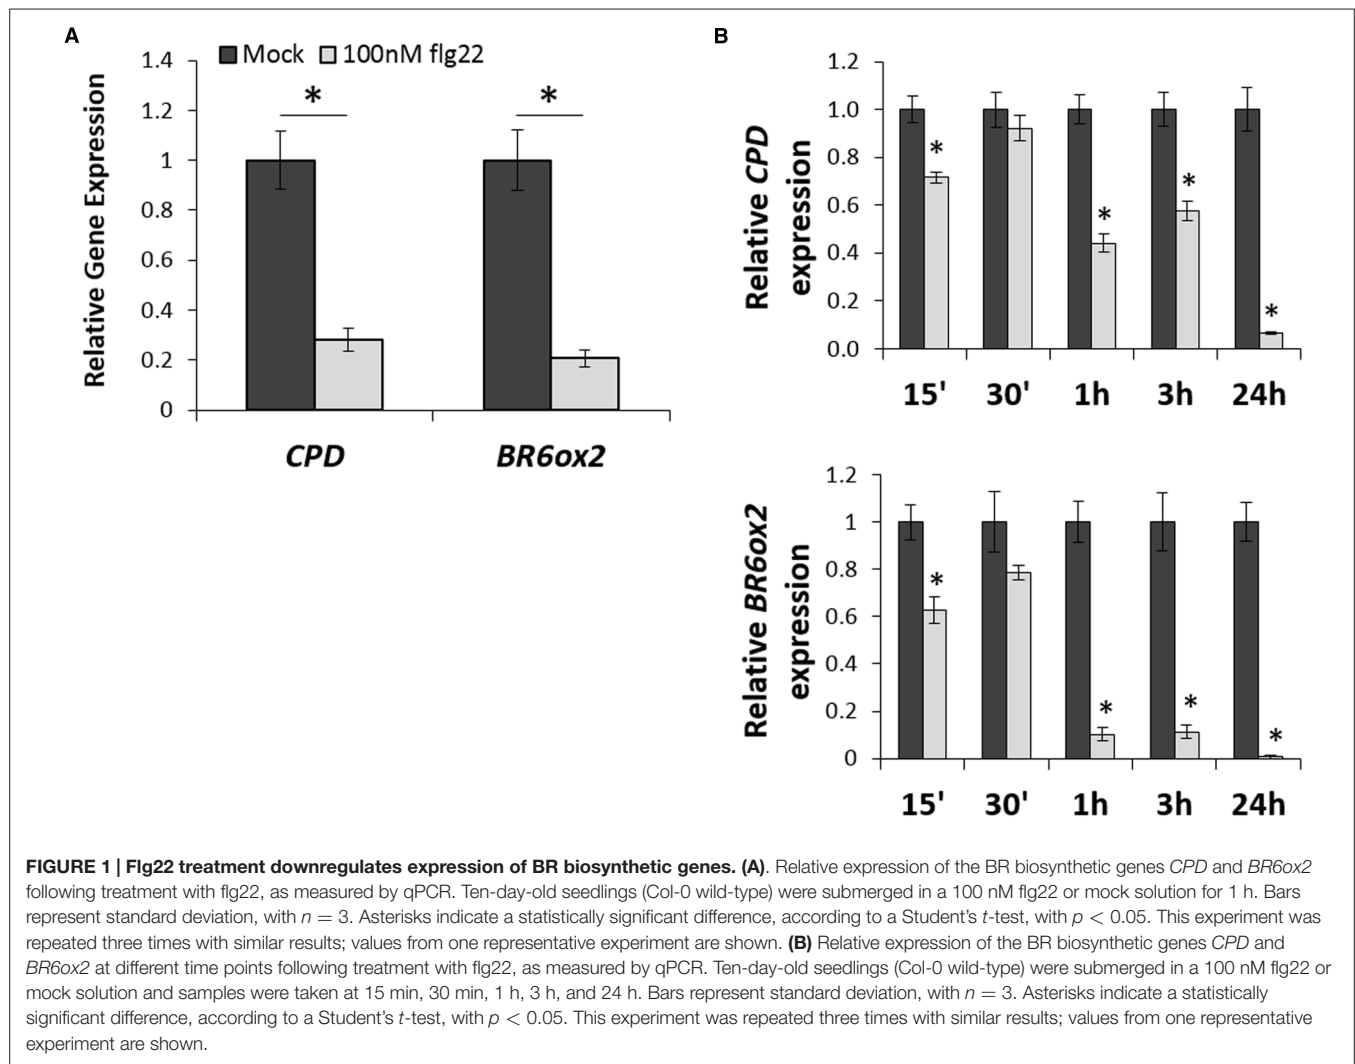 A
Mock 100nM flg22
Relative Gene Expression
1.4
1.2
1
0.8
0.6
0.4
0.2
0
*
*
CPD BR6ox2
B
Relative CPD
expression
1.2
1.0
0.8
0.6
0.4
0.2
0.0
*
*
*
*
15' 30' 1h 3h 24h
Relative BR6ox2
expression
1.2
1
0.8
0.6
0.4
0.2
0
*
*
*
*
15' 30' 1h 3h 24h
FIGURE 1 | Flg22 treatment downregulates expression of BR biosynthetic genes. (A). Relative expression of the BR biosynthetic genes CPD and BR6ox2
following treatment with flg22, as measured by qPCR. Ten-day-old seedlings (Col-0 wild-type) were submerged in a 100 nM flg22 or mock solution for 1 h. Bars
represent standard deviation, with n = 3. Asterisks indicate a statistically significant difference, according to a Student's t-test, with p < 0.05. This experiment was
repeated three times with similar results; values from one representative experiment are shown. (B) Relative expression of the BR biosynthetic genes CPD and
BR6ox2 at different time points following treatment with flg22, as measured by qPCR. Ten-day-old seedlings (Col-0 wild-type) were submerged in a 100 nM flg22 or
mock solution and samples were taken at 15 min, 30 min, 1 h, 3 h, and 24 h. Bars represent standard deviation, with n = 3. Asterisks indicate a statistically
significant difference, according to a Student's t-test, with p < 0.05. This experiment was repeated three times with similar results; values from one representative
experiment are shown.